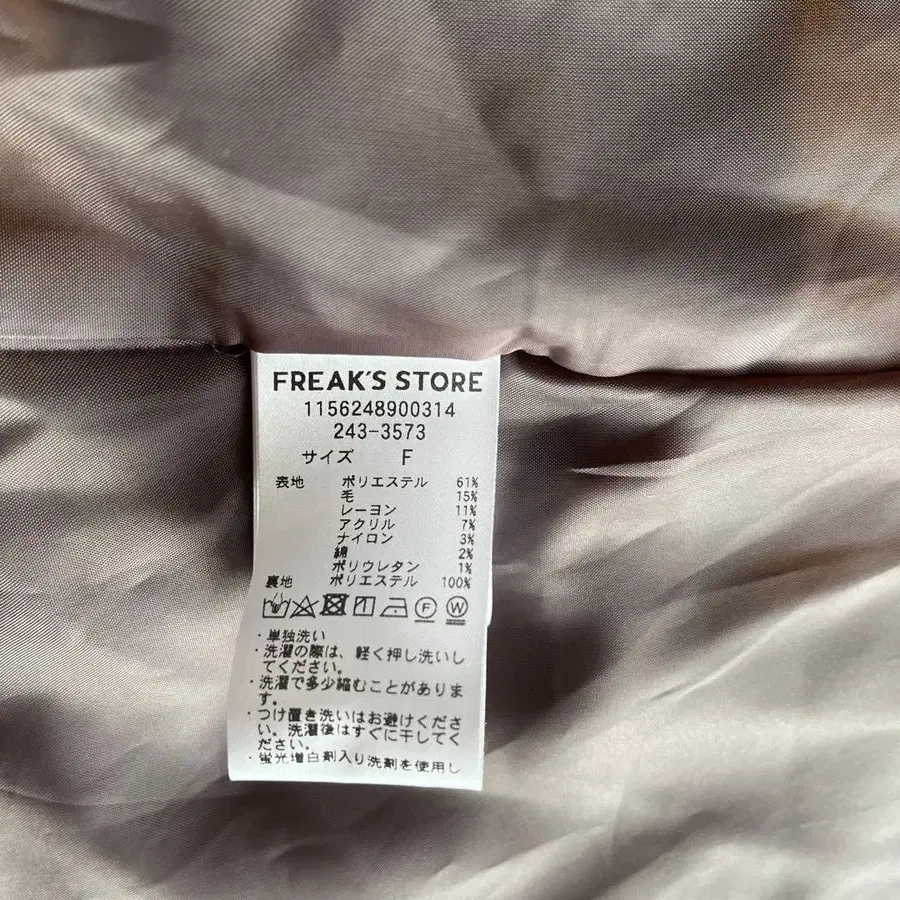 FREAK'S STORE
1156248900314
243-3573
サイズ F
表地 ポリエステル 61%
毛 15%
レーヨン 11%
アクリル 7%
ナイロン 3%
綿 2%
ポリウレタン 1%
裏地 ポリエステル 100%
F W
・単独洗い
・洗濯の際は、軽く押し洗いし
てください。
・洗濯で多少縮むことがありま
す。
・つけ置き洗いはお避けくださ
い。洗濯後はすぐに干してく
ださい。
・蛍光増白剤入り洗剤を使用し